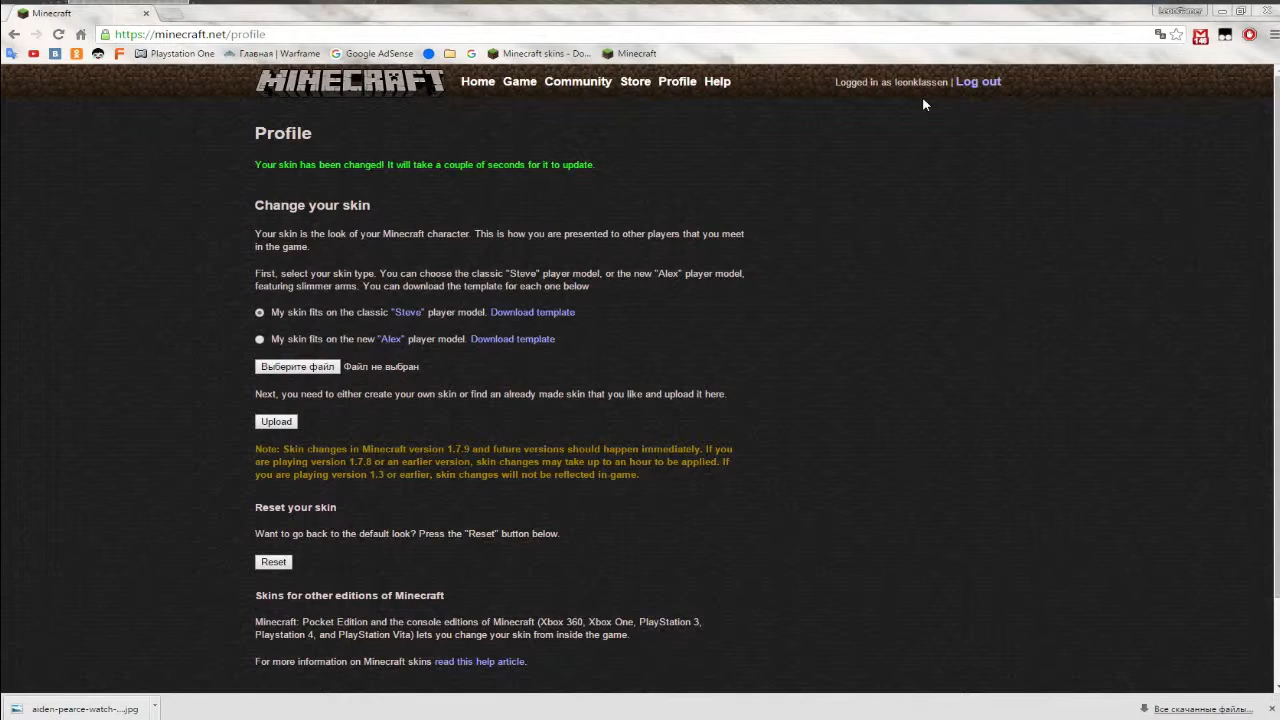 Minecraft
LeonGamer
https://minecraft.net/profile
Playstation One
Главная | Warframe
Google AdSense
Minecraft skins - Do...
Minecraft
MINECRAFT
Home Game Community Store Profile Help
Logged in as leonklassen | Log out
Profile
Your skin has been changed! It will take a couple of seconds for it to update.
Change your skin
Your skin is the look of your Minecraft character. This is how you are presented to other players that you meet
in the game.
First, select your skin type. You can choose the classic "Steve" player model, or the new "Alex" player model,
featuring slimmer arms. You can download the template for each one below
My skin fits on the classic "Steve" player model. Download template
My skin fits on the new "Alex" player model. Download template
Выберите файл Файл не выбран
Next, you need to either create your own skin or find an already made skin that you like and upload it here.
Upload
Note: Skin changes in Minecraft version 1.7.9 and future versions should happen immediately. If you
are playing version 1.7.8 or an earlier version, skin changes may take up to an hour to be applied. If
you are playing version 1.3 or earlier, skin changes will not be reflected in-game.
Reset your skin
Want to go back to the default look? Press the "Reset" button below.
Reset
Skins for other editions of Minecraft
Minecraft: Pocket Edition and the console editions of Minecraft (Xbox 360, Xbox One, PlayStation 3,
Playstation 4, and PlayStation Vita) lets you change your skin from inside the game.
For more information on Minecraft skins read this help article.
aiden-pearce-watch-....jpg
Все скачанные файлы...